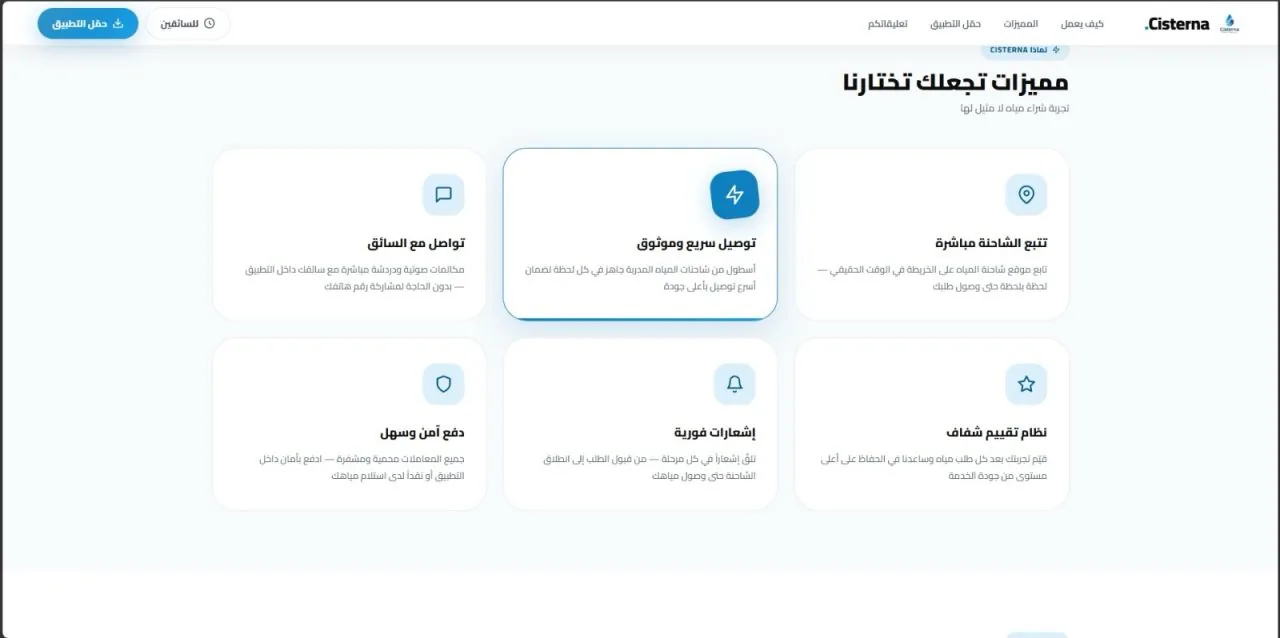 Cisterna.
كيف يعمل
المميزات
حمّل التطبيق
تعليقاتكم
للسائقين
حمّل التطبيق
لماذا CISTERNA
مميزات تجعلك تختارنا
تجربة شراء مياه لا مثيل لها
تتبع الشاحنة مباشرة
تابع موقع شاحنة المياه على الخريطة في الوقت الحقيقي —
لحظة بلحظة حتى وصول طلبك
توصيل سريع وموثوق
أسطول من شاحنات المياه المدربة جاهز في كل لحظة لضمان
أسرع توصيل بأعلى جودة
تواصل مع السائق
مكالمات صوتية ودردشة مباشرة مع سائقك داخل التطبيق
— بدون الحاجة لمشاركة رقم هاتفك
نظام تقييم شفاف
قيّم تجربتك بعد كل طلب مياه وساعدنا في الحفاظ على أعلى
مستوى من جودة الخدمة
إشعارات فورية
تلقَّ إشعاراً في كل مرحلة — من قبول الطلب إلى انطلاق
الشاحنة حتى وصول مياهك
دفع آمن وسهل
جميع المعاملات محمية ومشفرة — ادفع بأمان داخل
التطبيق أو نقداً لدى استلام مياهك